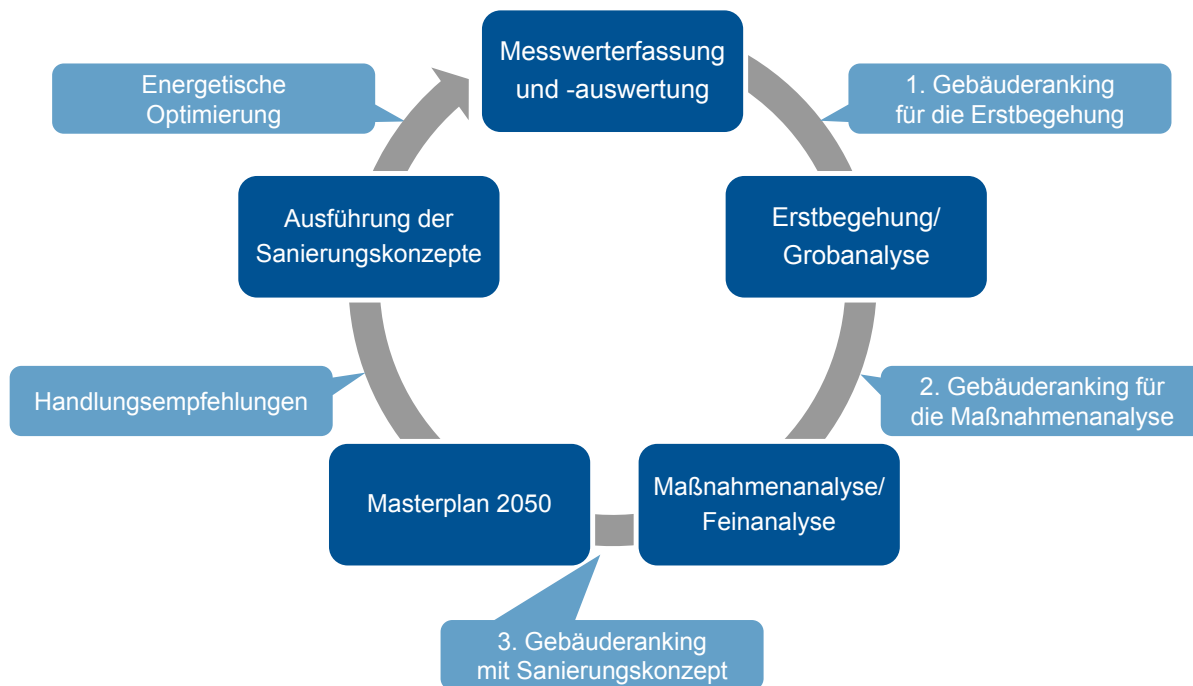 Messwerterfassung
und -auswertung
1. Gebäuderanking
für die Erstbegehung
Erstbegehung/
Grobanalyse
2. Gebäuderanking für
die Maßnahmenanalyse
Maßnahmenanalyse/
Feinanalyse
3. Gebäuderanking
mit Sanierungskonzept
Masterplan 2050
Handlungsempfehlungen
Ausführung der
Sanierungskonzepte
Energetische
Optimierung